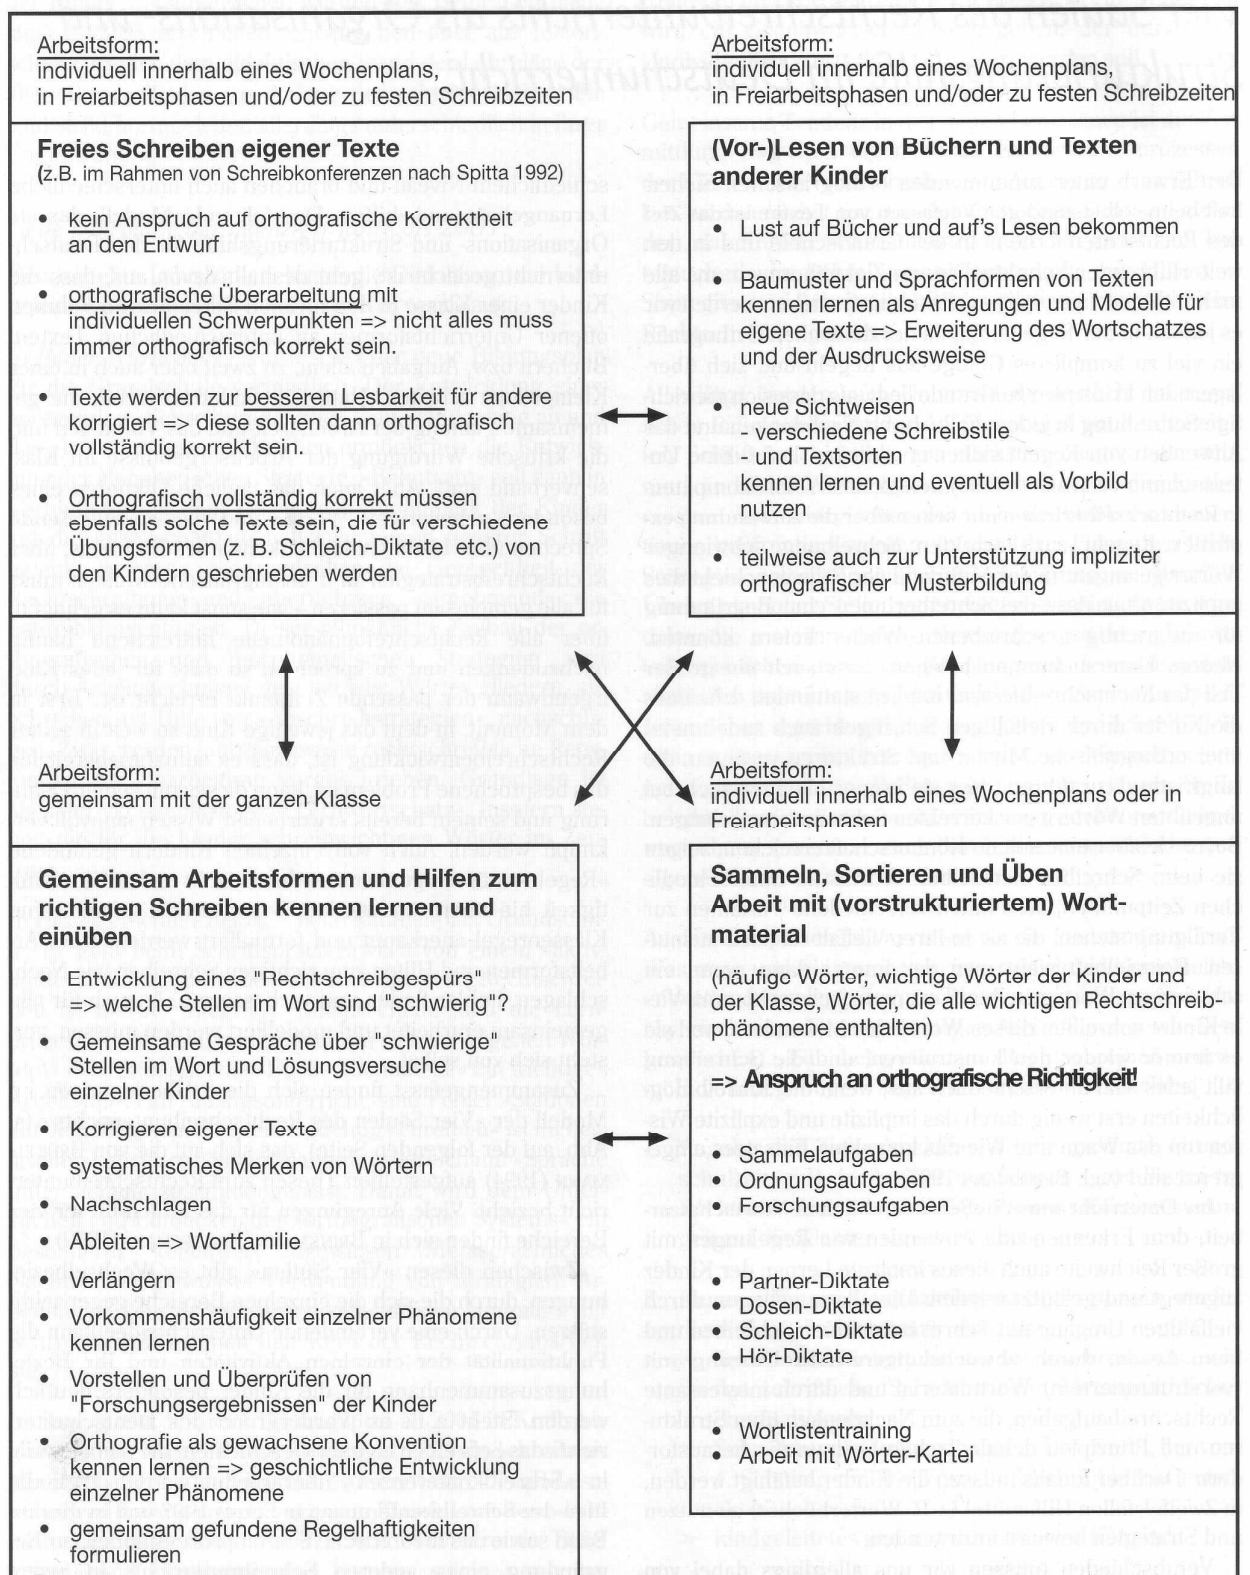 Arbeitsform:
individuell innerhalb eines Wochenplans,
in Freiarbeitsphasen und/oder zu festen Schreibzeiten
Freies Schreiben eigener Texte
(z.B. im Rahmen von Schreibkonferenzen nach Spitta 1992)
• kein Anspruch auf orthografische Korrektheit
an den Entwurf
• orthografische Überarbeitung mit
individuellen Schwerpunkten => nicht alles muss
immer orthografisch korrekt sein.
• Texte werden zur besseren Lesbarkeit für andere
korrigiert => diese sollten dann orthografisch
vollständig korrekt sein.
• Orthografisch vollständig korrekt müssen
ebenfalls solche Texte sein, die für verschiedene
Übungsformen (z. B. Schleich-Diktate etc.) von
den Kindern geschrieben werden
Arbeitsform:
individuell innerhalb eines Wochenplans,
in Freiarbeitsphasen und/oder zu festen Schreibzeiten
(Vor-)Lesen von Büchern und Texten
anderer Kinder
• Lust auf Bücher und auf's Lesen bekommen
• Baumuster und Sprachformen von Texten
kennen lernen als Anregungen und Modelle für
eigene Texte => Erweiterung des Wortschatzes
und der Ausdrucksweise
• neue Sichtweisen
- verschiedene Schreibstile
- und Textsorten
kennen lernen und eventuell als Vorbild
nutzen
• teilweise auch zur Unterstützung impliziter
orthografischer Musterbildung
Arbeitsform:
gemeinsam mit der ganzen Klasse
Gemeinsam Arbeitsformen und Hilfen zum
richtigen Schreiben kennen lernen und
einüben
• Entwicklung eines "Rechtschreibgespürs"
=> welche Stellen im Wort sind "schwierig"?
• Gemeinsame Gespräche über "schwierige"
Stellen im Wort und Lösungsversuche
einzelner Kinder
• Korrigieren eigener Texte
• systematisches Merken von Wörtern
• Nachschlagen
• Ableiten => Wortfamilie
• Verlängern
• Vorkommenshäufigkeit einzelner Phänomene
kennen lernen
• Vorstellen und Überprüfen von
"Forschungsergebnissen" der Kinder
• Orthografie als gewachsene Konvention
kennen lernen => geschichtliche Entwicklung
einzelner Phänomene
• gemeinsam gefundene Regelhaftigkeiten
formulieren
Arbeitsform:
individuell innerhalb eines Wochenplans oder in
Freiarbeitsphasen
Sammeln, Sortieren und Üben
Arbeit mit (vorstrukturiertem) Wort-
material
(häufige Wörter, wichtige Wörter der Kinder und
der Klasse, Wörter, die alle wichtigen Rechtschreib-
phänomene enthalten)
=> Anspruch an orthografische Richtigkeit!
• Sammelaufgaben
• Ordnungsaufgaben
• Forschungsaufgaben
• Partner-Diktate
• Dosen-Diktate
• Schleich-Diktate
• Hör-Diktate
• Wortlistentraining
• Arbeit mit Wörter-Kartei